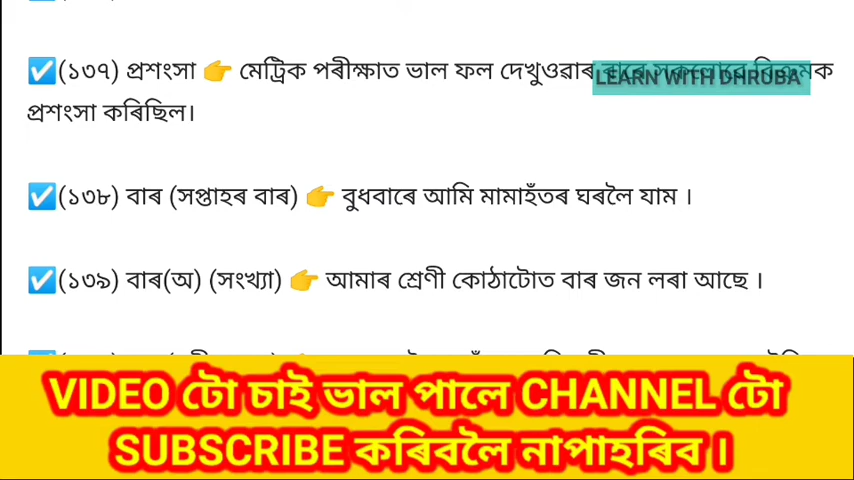 ✅(১৩৭) প্ৰশংসা 👉 মেট্ৰিক পৰীক্ষাত ভাল ফল দেখুওৱাৰ বাবে সকলোৱে
LEARN WITH DHRUBA
প্ৰশংসা কৰিছিল।
✅(১৩৮) বাৰ (সপ্তাহৰ বাৰ) 👉 বুধবাৰে আমি মামাহঁতৰ ঘৰলৈ যাম ।
✅(১৩৯) বাৰ(অ) (সংখ্যা) 👉 আমাৰ শ্ৰেণী কোঠাটোত বাৰ জন লৰা আছে ।
VIDEO টো চাই ভাল পালে CHANNEL টো
SUBSCRIBE কৰিবলৈ নাপাহৰিব ।